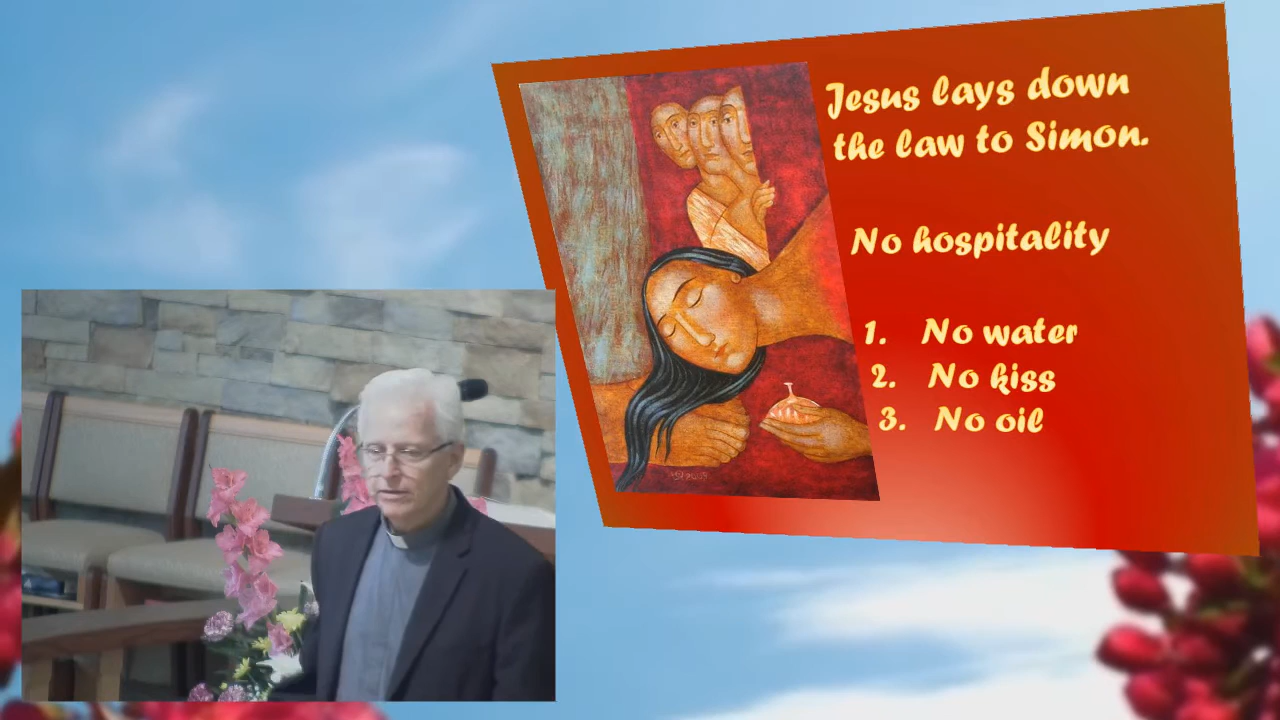 Jesus lays down
the law to Simon.
No hospitality
1. No water
2. No kiss
3. No oil